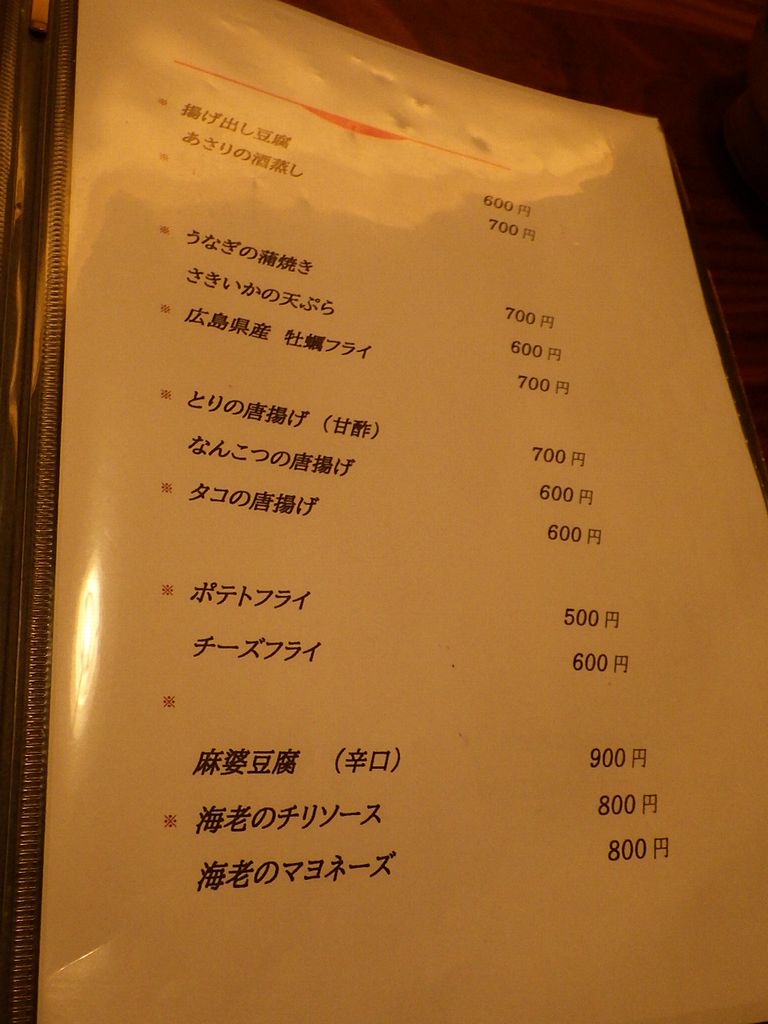 ※ 揚げ出し豆腐 600円
※ あさりの酒蒸し 700円
※ うなぎの蒲焼き 700円
さきいかの天ぷら 600円
※ 広島県産 牡蠣フライ 700円
※ とりの唐揚げ（甘酢） 700円
なんこつの唐揚げ 600円
※ タコの唐揚げ 600円
※ ポテトフライ 500円
チーズフライ 600円
※
麻婆豆腐 （辛口） 900円
※ 海老のチリソース 800円
海老のマヨネーズ 800円